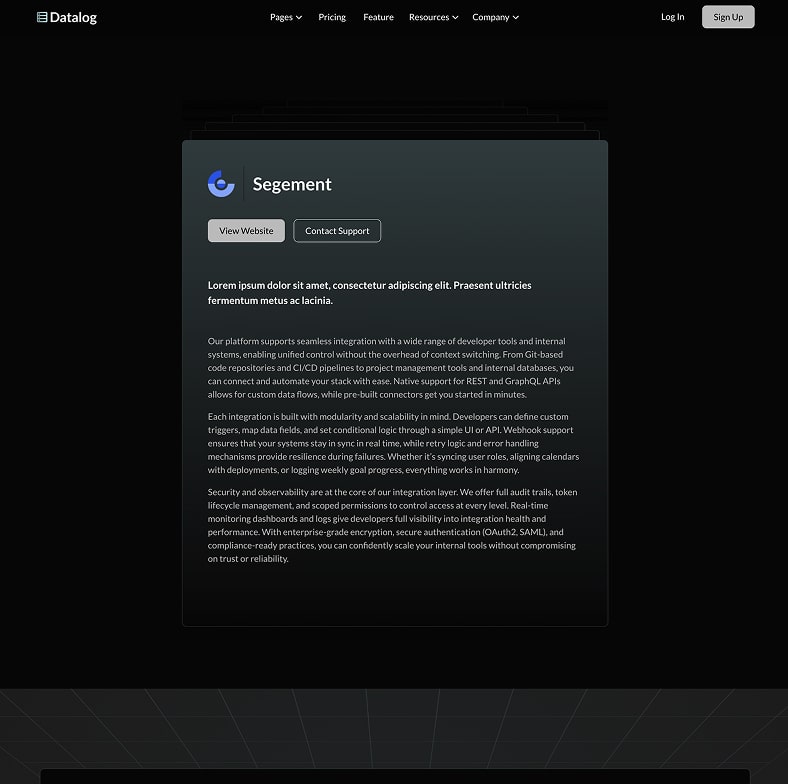 Datalog
Pages
Pricing
Feature
Resources
Company
Log In
Sign Up
Segement
View Website
Contact Support
Lorem ipsum dolor sit amet, consectetur adipiscing elit. Praesent ultricies
fermentum metus ac lacinia.
Our platform supports seamless integration with a wide range of developer tools and internal
systems, enabling unified control without the overhead of context switching. From Git-based
code repositories and CI/CD pipelines to project management tools and internal databases, you
can connect and automate your stack with ease. Native support for REST and GraphQL APIs
allows for custom data flows, while pre-built connectors get you started in minutes.
Each integration is built with modularity and scalability in mind. Developers can define custom
triggers, map data fields, and set conditional logic through a simple UI or API. Webhook support
ensures that your systems stay in sync in real time, while retry logic and error handling
mechanisms provide resilience during failures. Whether it's syncing user roles, aligning calendars
with deployments, or logging weekly goal progress, everything works in harmony.
Security and observability are at the core of our integration layer. We offer full audit trails, token
lifecycle management, and scoped permissions to control access at every level. Real-time
monitoring dashboards and logs give developers full visibility into integration health and
performance. With enterprise-grade encryption, secure authentication (OAuth2, SAML), and
compliance-ready practices, you can confidently scale your internal tools without compromising
on trust or reliability.